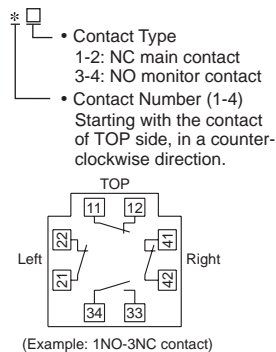 * □
• Contact Type
1-2: NC main contact
3-4: NO monitor contact
• Contact Number (1-4)
Starting with the contact
of TOP side, in a counter-
clockwise direction.
TOP
11 12
22 41
Left Right
21 42
34 33
(Example: 1NO-3NC contact)